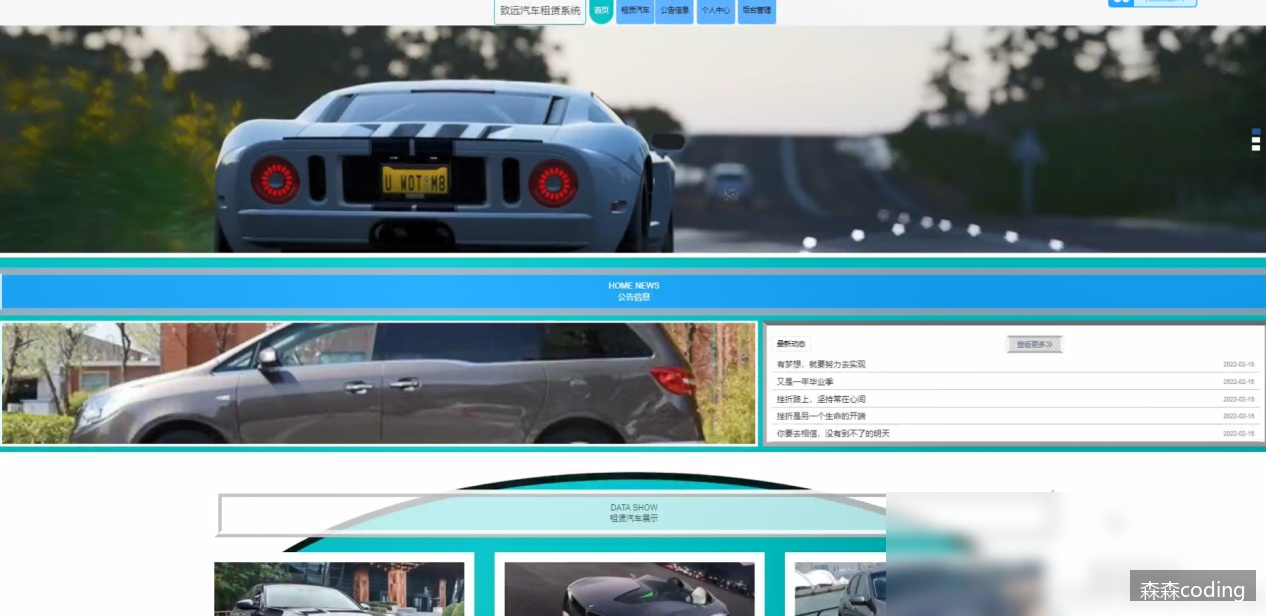 致远汽车租赁系统
首页
租赁汽车
公告信息
个人中心
后台管理
U WOT M8
HOME NEWS
公告信息
最新动态
查看更多
有梦想,就要努力去实现
2022-02-15
又是一年毕业季
2022-02-15
挫折路上,坚持常在心间
2022-02-15
挫折是另一个生命的开端
2022-02-15
你要去相信,没有到不了的明天
2022-02-15
DATA SHOW
租赁汽车展示
森森coding